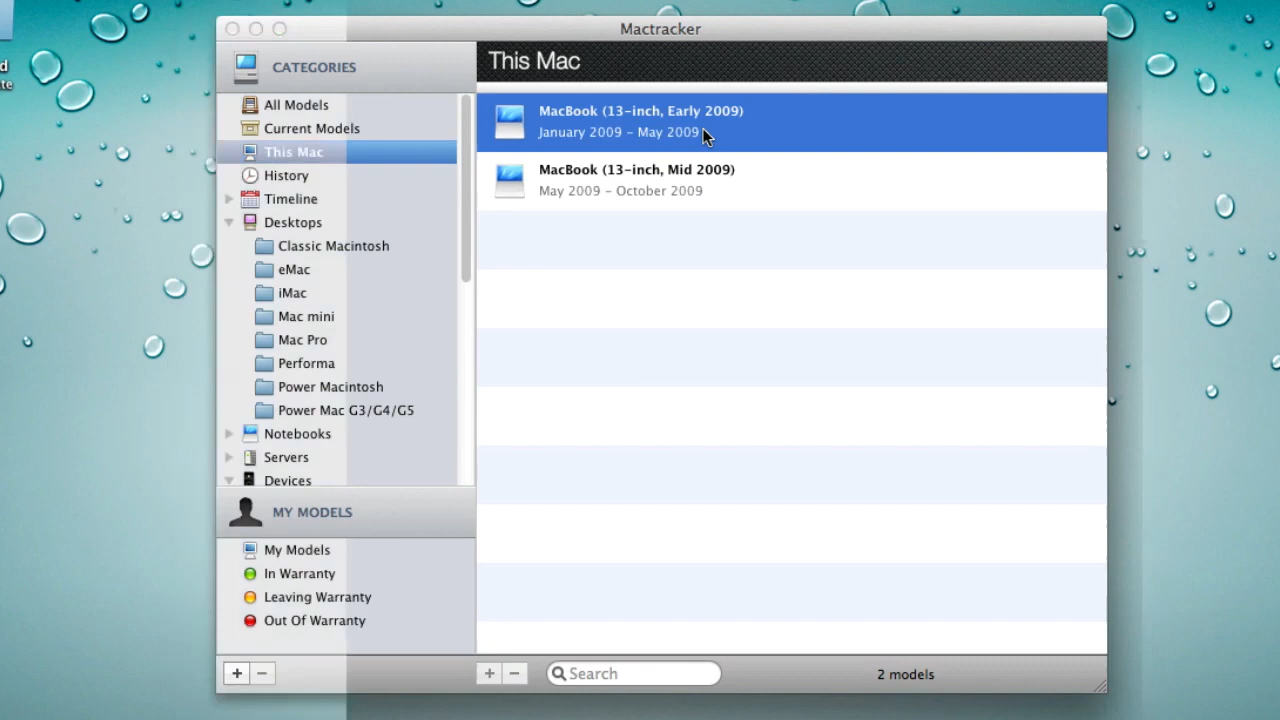 Mactracker
d
te
CATEGORIES
All Models
Current Models
This Mac
History
Timeline
Desktops
Classic Macintosh
eMac
iMac
Mac mini
Mac Pro
Performa
Power Macintosh
Power Mac G3/G4/G5
Notebooks
Servers
Devices
MY MODELS
My Models
In Warranty
Leaving Warranty
Out Of Warranty
This Mac
MacBook (13-inch, Early 2009)
January 2009 – May 2009
MacBook (13-inch, Mid 2009)
May 2009 – October 2009
Search
2 models